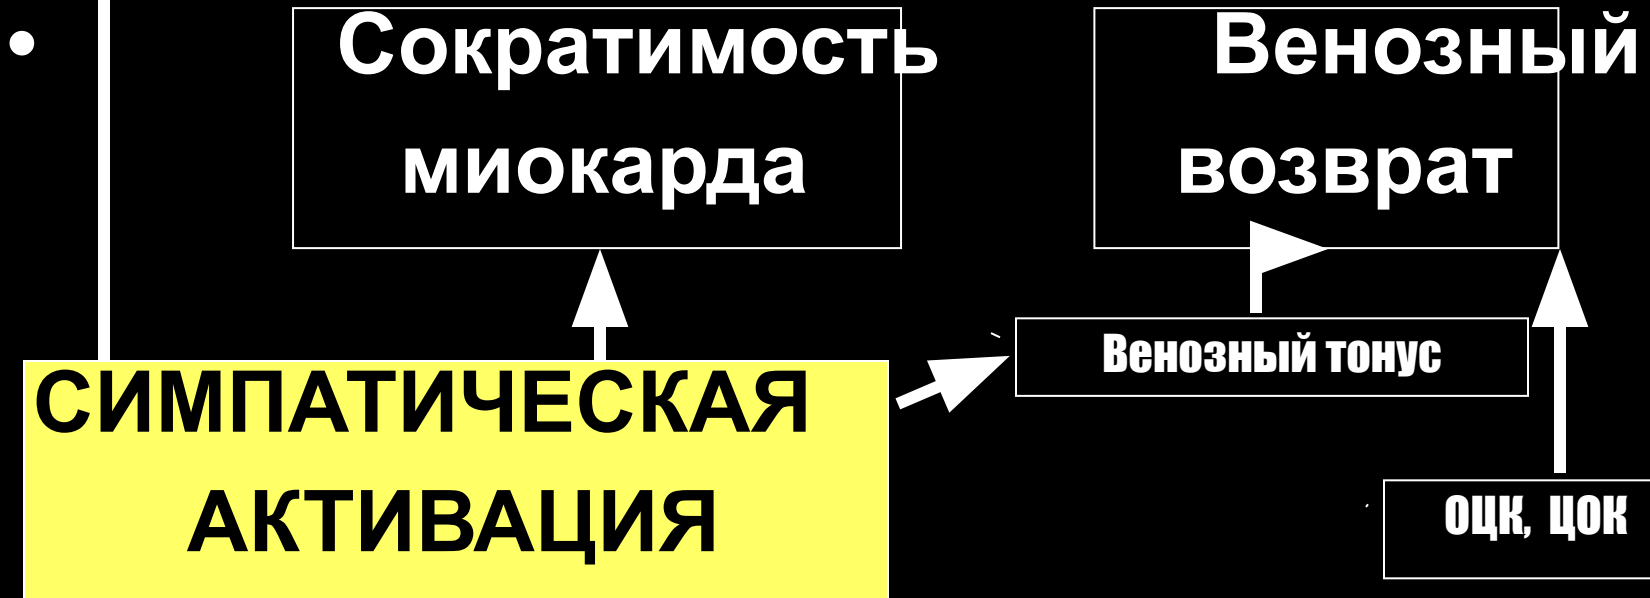 • Сократимость
миокарда
Венозный
возврат
Венозный тонус
СИМПАТИЧЕСКАЯ
АКТИВАЦИЯ
ОЦК, ЦОК